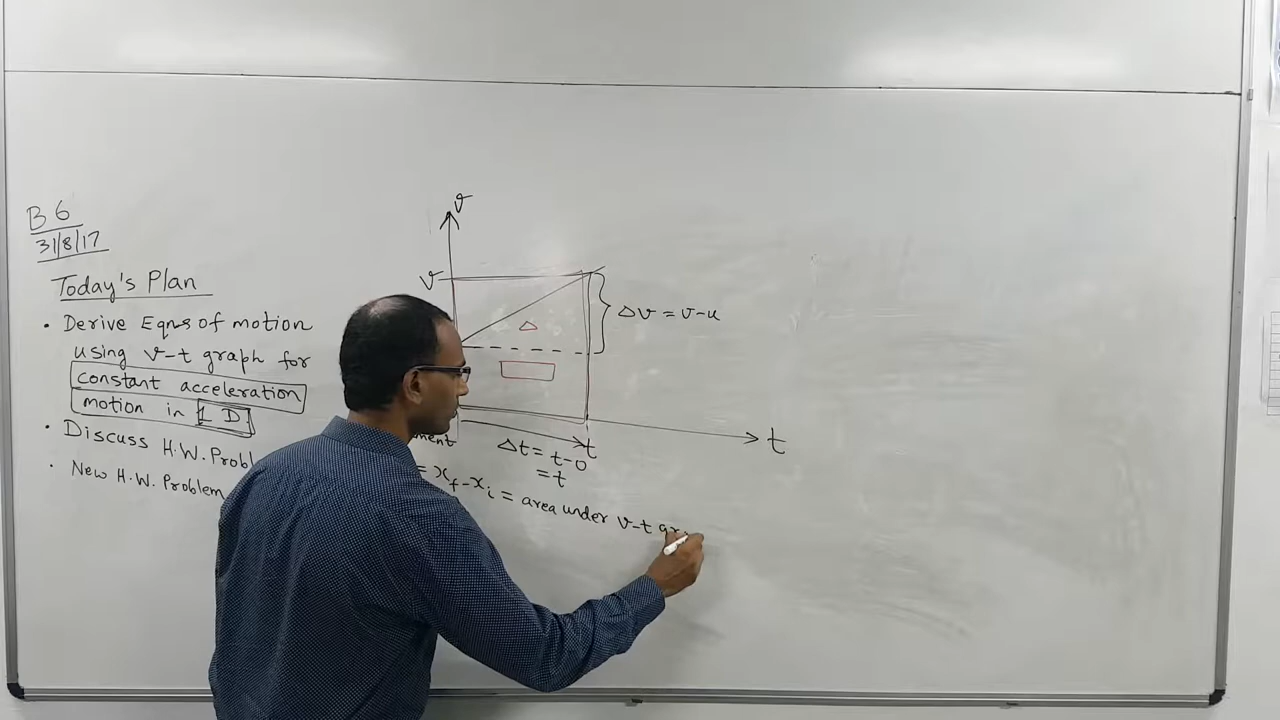 B 6
31/8/17
Today's Plan
• Derive Eqns of motion
using v-t graph for
constant acceleration
motion in 1 D
• Discuss H.W. Probl
• New H.W. Problem
v
v
Δv = v-u
t
t
Δt = t-0
= t
ment
= x_f - x_i = area under v-t gr